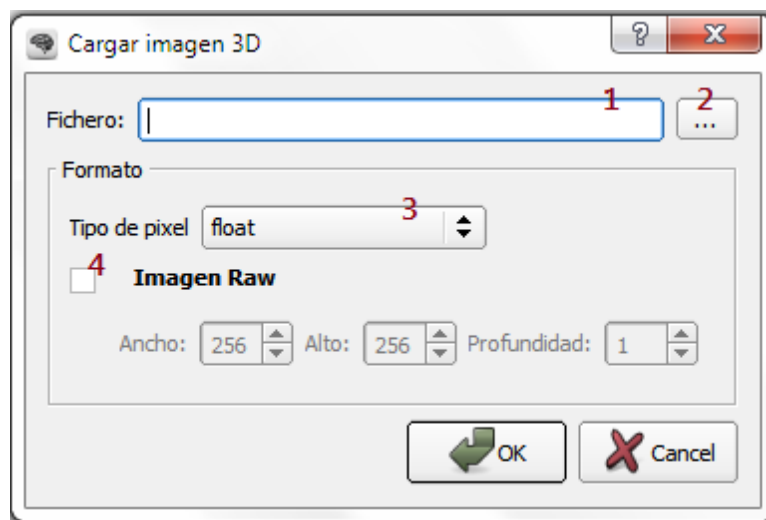 Cargar imagen 3D
Fichero: 1 2 ...
Formato
Tipo de pixel float 3
4 Imagen Raw
Ancho: 256 Alto: 256 Profundidad: 1
OK Cancel